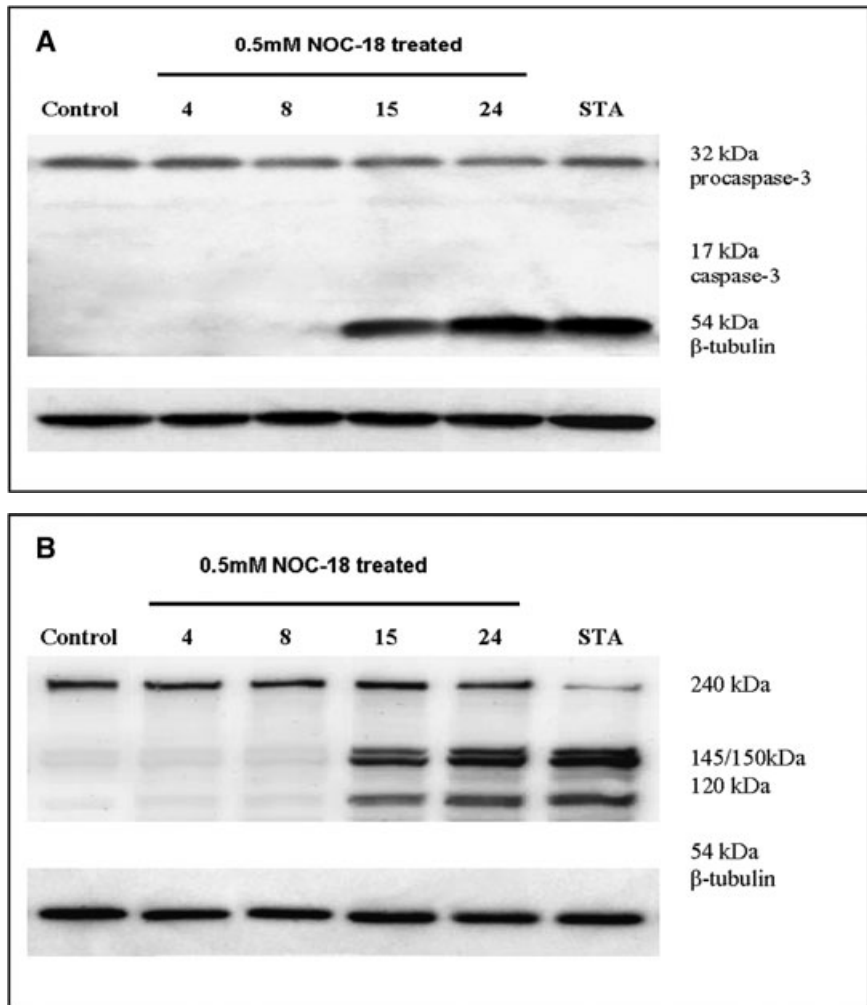 A
0.5mM NOC-18 treated
Control 4 8 15 24 STA
32 kDa
procaspase-3
17 kDa
caspase-3
54 kDa
β-tubulin
B
0.5mM NOC-18 treated
Control 4 8 15 24 STA
240 kDa
145/150kDa
120 kDa
54 kDa
β-tubulin